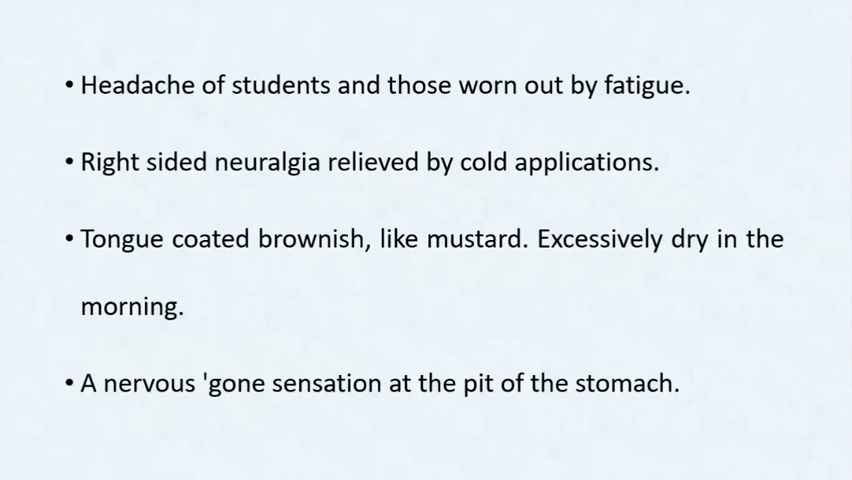 • Headache of students and those worn out by fatigue.
• Right sided neuralgia relieved by cold applications.
• Tongue coated brownish, like mustard. Excessively dry in the
morning.
• A nervous 'gone sensation at the pit of the stomach.